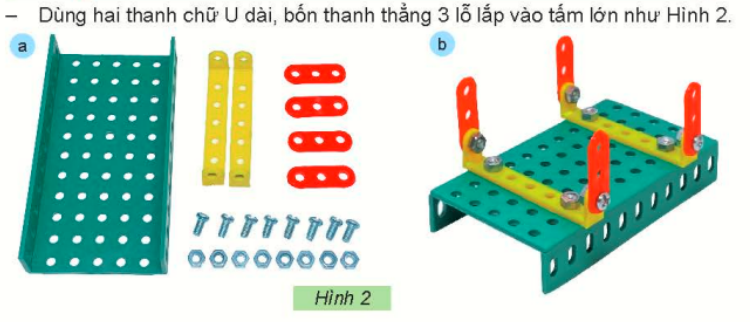 – Dùng hai thanh chữ U dài, bốn thanh thẳng 3 lỗ lắp vào tấm lớn như Hình 2.
a
b
Hình 2